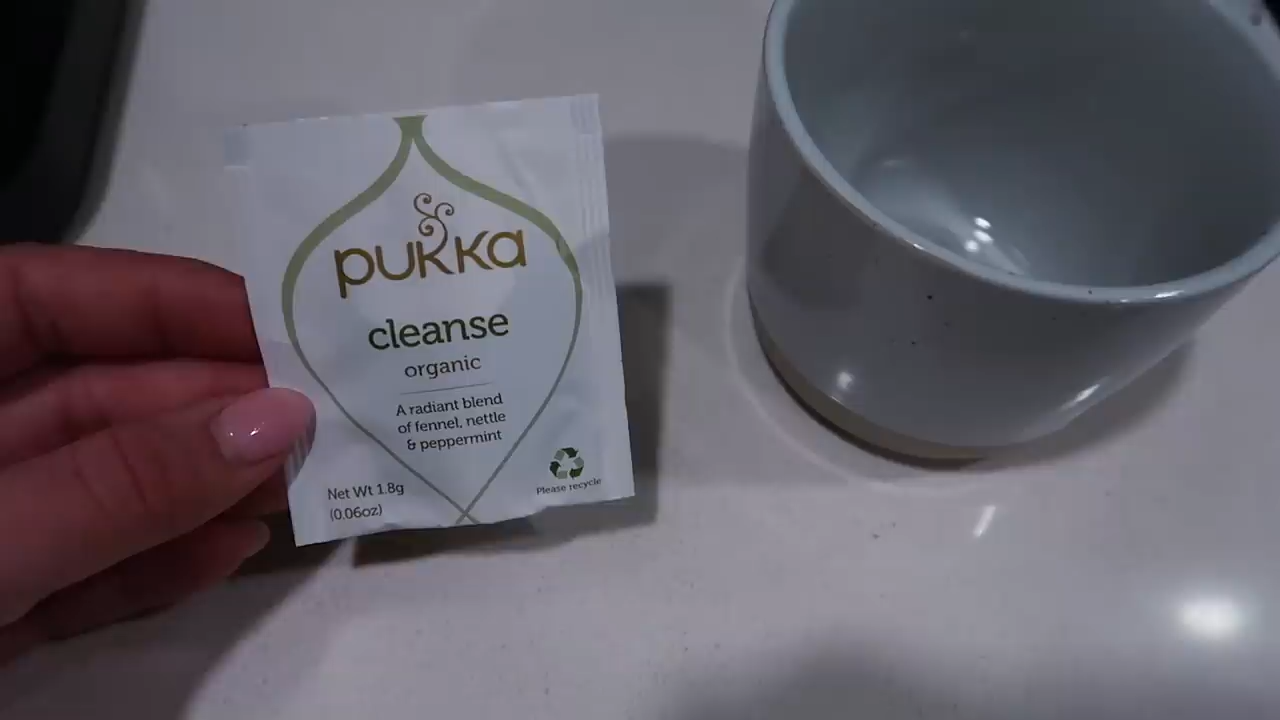 pukka
cleanse
organic
A radiant blend
of fennel, nettle
& peppermint
Net Wt 1.8g
(0.06oz)
Please recycle